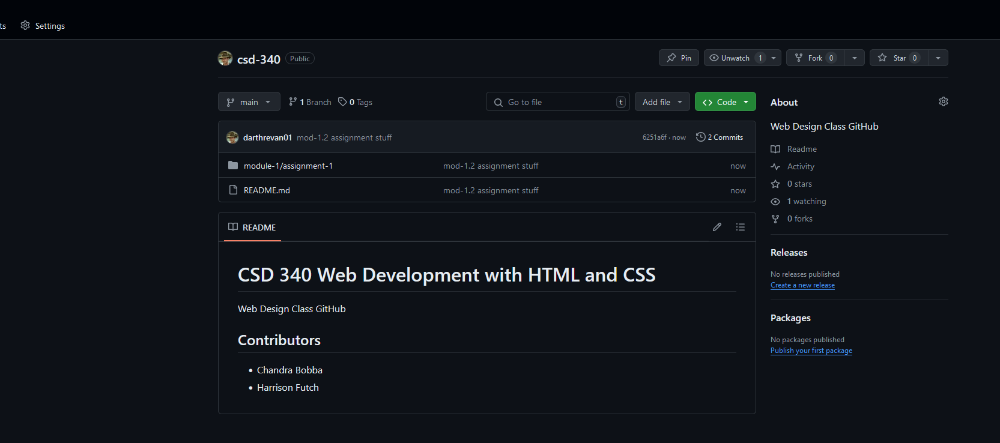 ts Settings
csd-340 Public Pin Unwatch 1 Fork 0 Star 0
main 1 Branch 0 Tags Go to file t Add file Code
darthrevan01 mod-1.2 assignment stuff 6251a6f · now 2 Commits
module-1/assignment-1 mod-1.2 assignment stuff now
README.md mod-1.2 assignment stuff now
README
CSD 340 Web Development with HTML and CSS
Web Design Class GitHub
Contributors
Chandra Bobba
Harrison Futch
About
Web Design Class GitHub
Readme
Activity
0 stars
1 watching
0 forks
Releases
No releases published
Create a new release
Packages
No packages published
Publish your first package